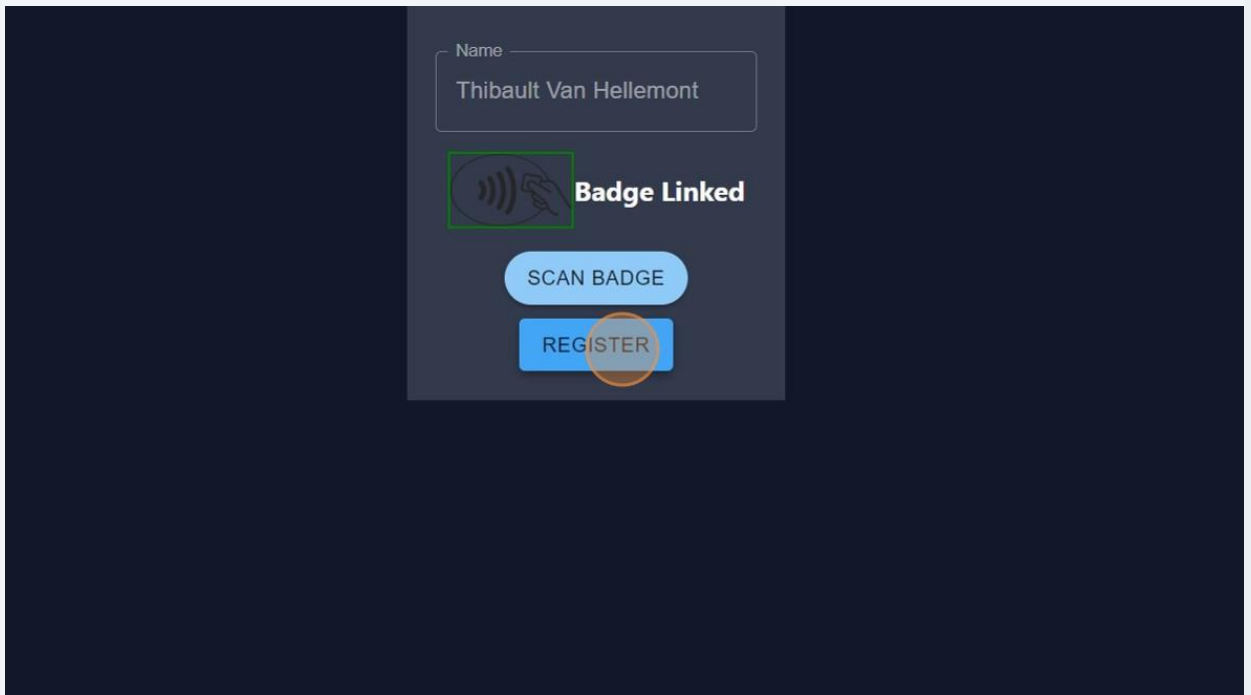 Name
Thibault Van Hellemont
Badge Linked
SCAN BADGE
REGISTER